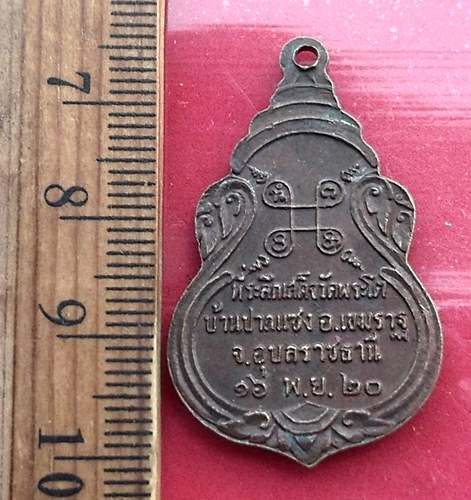 7
8
9
10
ที่ระลึกเสด็จวัดพระโต
บ้านปากแซง อ.เขมราฐ
จ.อุบลราชธานี
๑๖ พ.ย. ๒๐